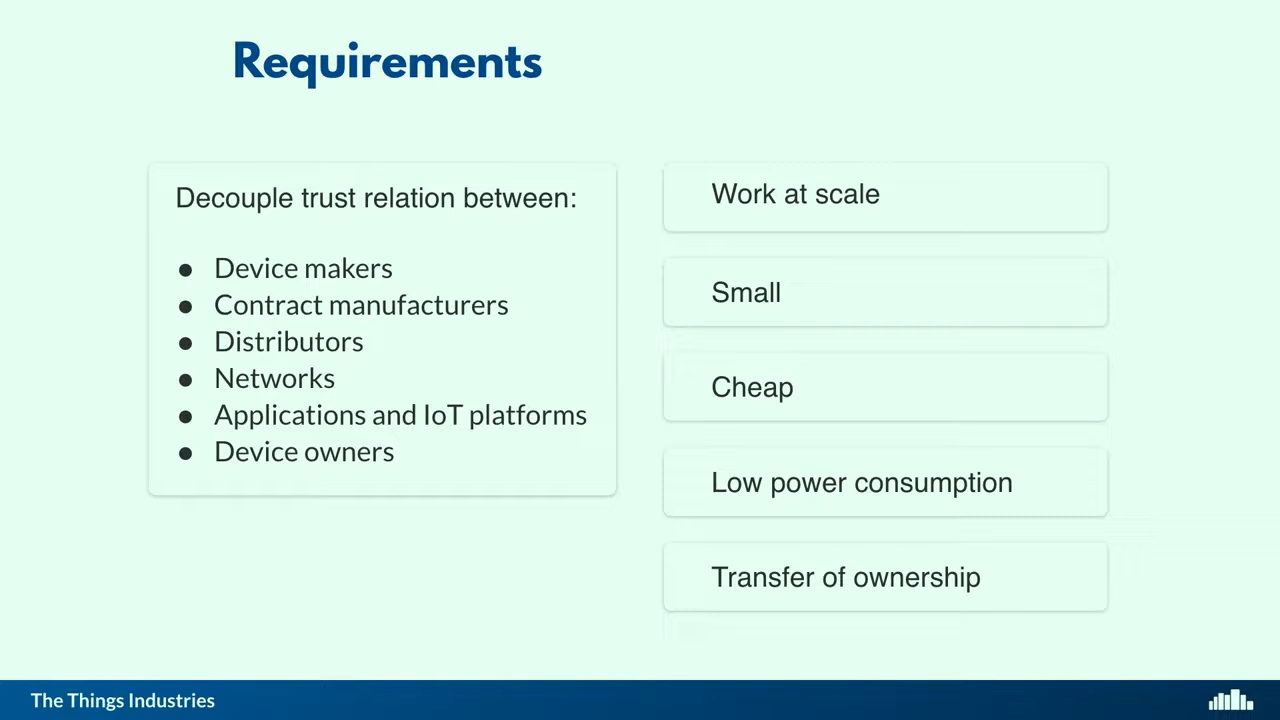 Requirements
Decouple trust relation between:
● Device makers
● Contract manufacturers
● Distributors
● Networks
● Applications and IoT platforms
● Device owners
Work at scale
Small
Cheap
Low power consumption
Transfer of ownership
The Things Industries